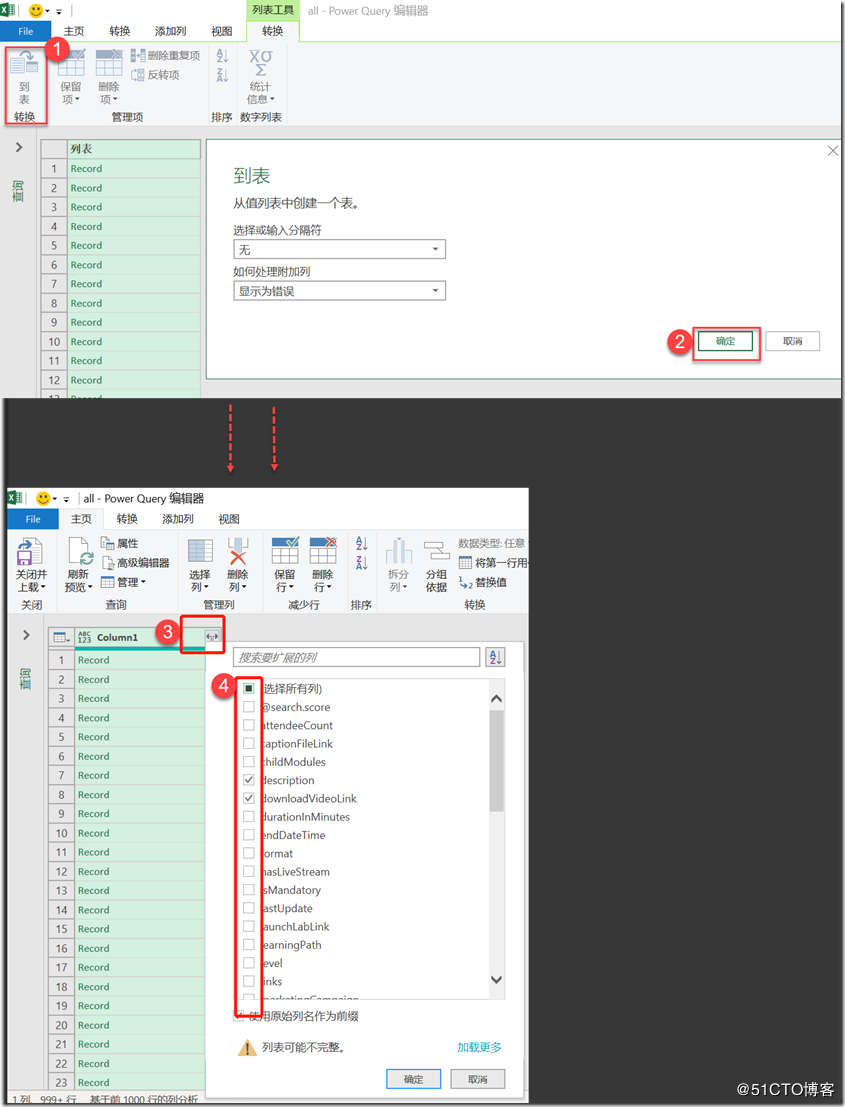 列表工具
all - Power Query 编辑器
File
主页
转换
添加列
视图
转换
1
到
表
转换
保留
项
删除
项
删除重复项
反转项
管理项
排序
统计
信息
数字列表
查询
列表
1 Record
2 Record
3 Record
4 Record
5 Record
6 Record
7 Record
8 Record
9 Record
10 Record
11 Record
12 Record
13 Record
到表
从值列表中创建一个表。
选择或输入分隔符
无
如何处理附加列
显示为错误
2
确定
取消
all - Power Query 编辑器
File
主页
转换
添加列
视图
关闭并
上载
关闭
刷新
预览
属性
高级编辑器
管理
查询
选择
列
删除
列
管理列
保留
行
删除
行
减少行
排序
拆分
列
分组
依据
数据类型: 任意
将第一行用
替换值
转换
3
查询
ABC
123
Column1
1 Record
2 Record
3 Record
4 Record
5 Record
6 Record
7 Record
8 Record
9 Record
10 Record
11 Record
12 Record
13 Record
14 Record
15 Record
16 Record
17 Record
18 Record
19 Record
20 Record
21 Record
22 Record
23 Record
搜索要扩展的列
4
(选择所有列)
@search.score
attendeeCount
captionFileLink
childModules
description
downloadVideoLink
durationInMinutes
endDateTime
format
hasLiveStream
isMandatory
lastUpdate
launchLabLink
learningPath
level
links
marketingCampaign
使用原始列名作为前缀
列表可能不完整。
加载更多
确定
取消
1 列、999+ 行
基于前 1000 行的列分析
@51CTO博客